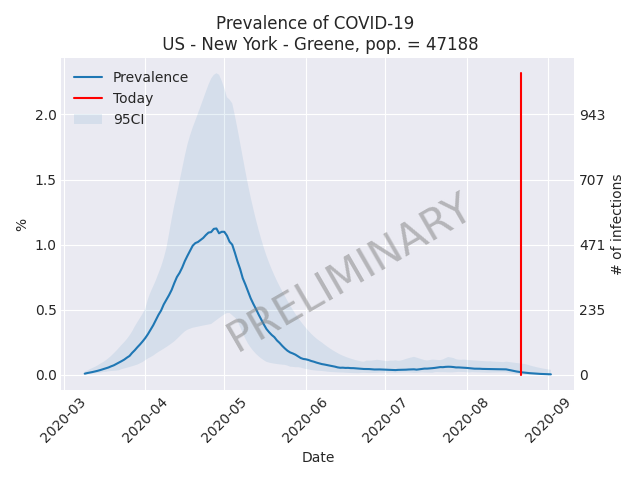 Prevalence of COVID-19
US - New York - Greene, pop. = 47188
Prevalence
Today
95CI
PRELIMINARY
%
2.0
1.5
1.0
0.5
0.0
943
707
471
235
0
# of infections
2020-03
2020-04
2020-05
2020-06
2020-07
2020-08
2020-09
Date